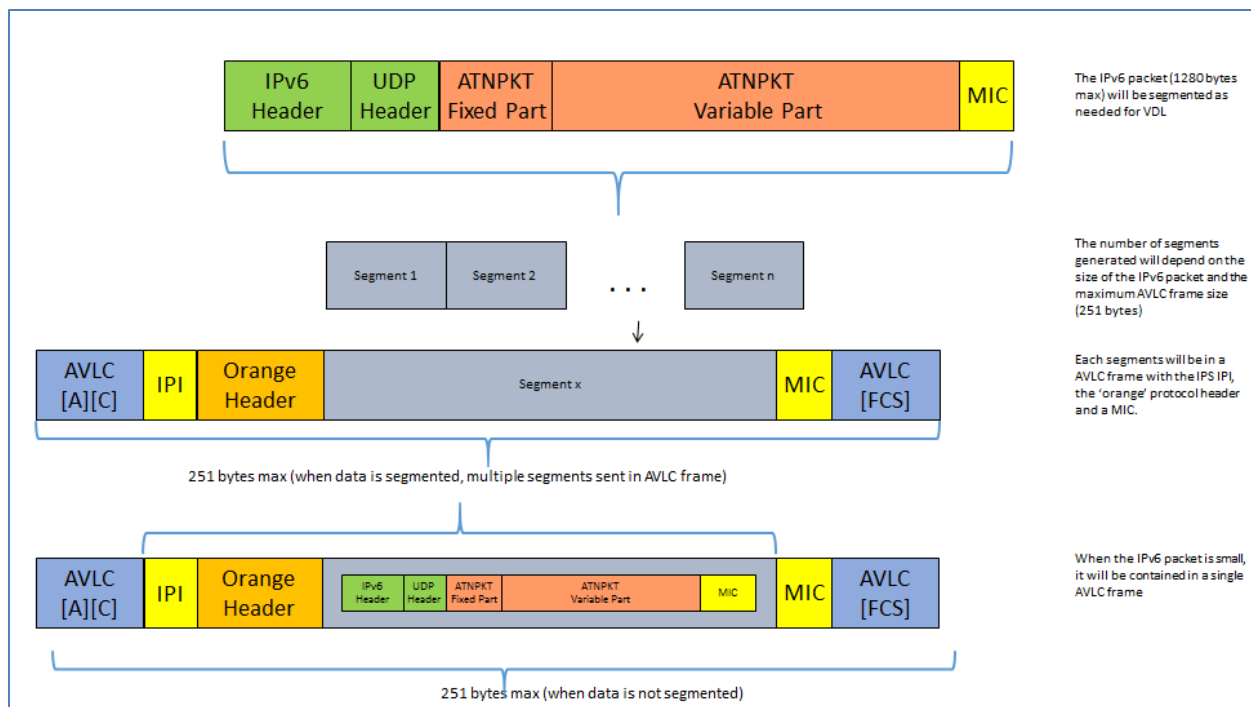 IPv6
Header
UDP
Header
ATNPKT
Fixed Part
ATNPKT
Variable Part
MIC
The IPv6 packet (1280 bytes
max) will be segmented as
needed for VDL
Segment 1
Segment 2
. . .
Segment n
The number of segments
generated will depend on the
size of the IPv6 packet and the
maximum AVLC frame size
(251 bytes)
AVLC
[A][C]
IPI
Orange
Header
Segment x
MIC
AVLC
[FCS]
Each segments will be in a
AVLC frame with the IPS IPI,
the ‘orange’ protocol header
and a MIC.
251 bytes max (when data is segmented, multiple segments sent in AVLC frame)
AVLC
[A][C]
IPI
Orange
Header
IPv6
Header
UDP
Header
ATNPKT
Fixed Part
ATNPKT
Variable Part
MIC
MIC
AVLC
[FCS]
When the IPv6 packet is small,
it will be contained in a single
AVLC frame
251 bytes max (when data is not segmented)